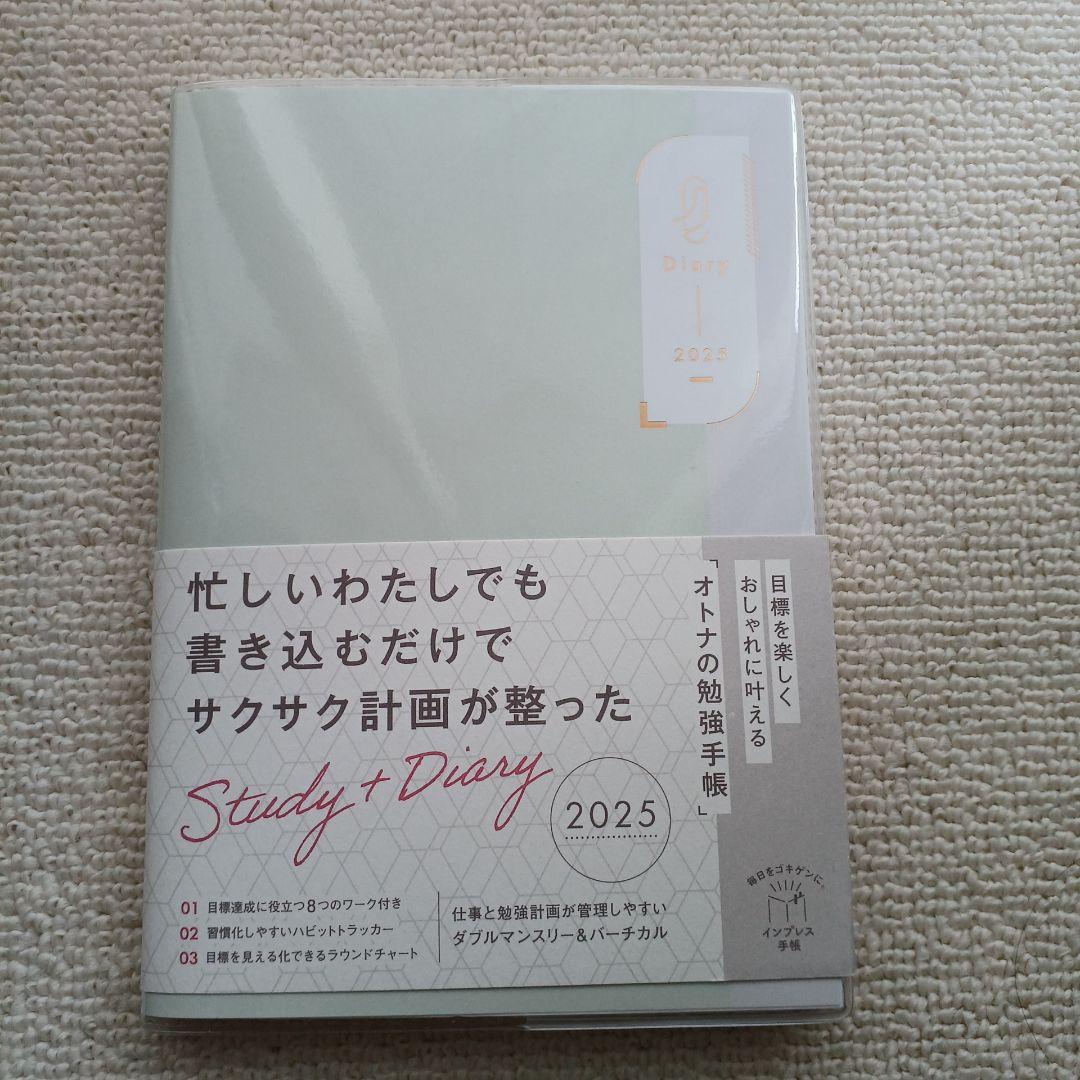 Diary
2025
忙しいわたしでも
書き込むだけで
サクサク計画が整った
Study + Diary
2025
目標を楽しく
おしゃれに叶える
「オトナの勉強手帳」
01 目標達成に役立つ8つのワーク付き
02 習慣化しやすいハビットトラッカー
03 目標を見える化できるラウンドチャート
仕事と勉強計画が管理しやすい
ダブルマンスリー&バーチカル
毎日をゴキゲンに。
インプレス
手帳